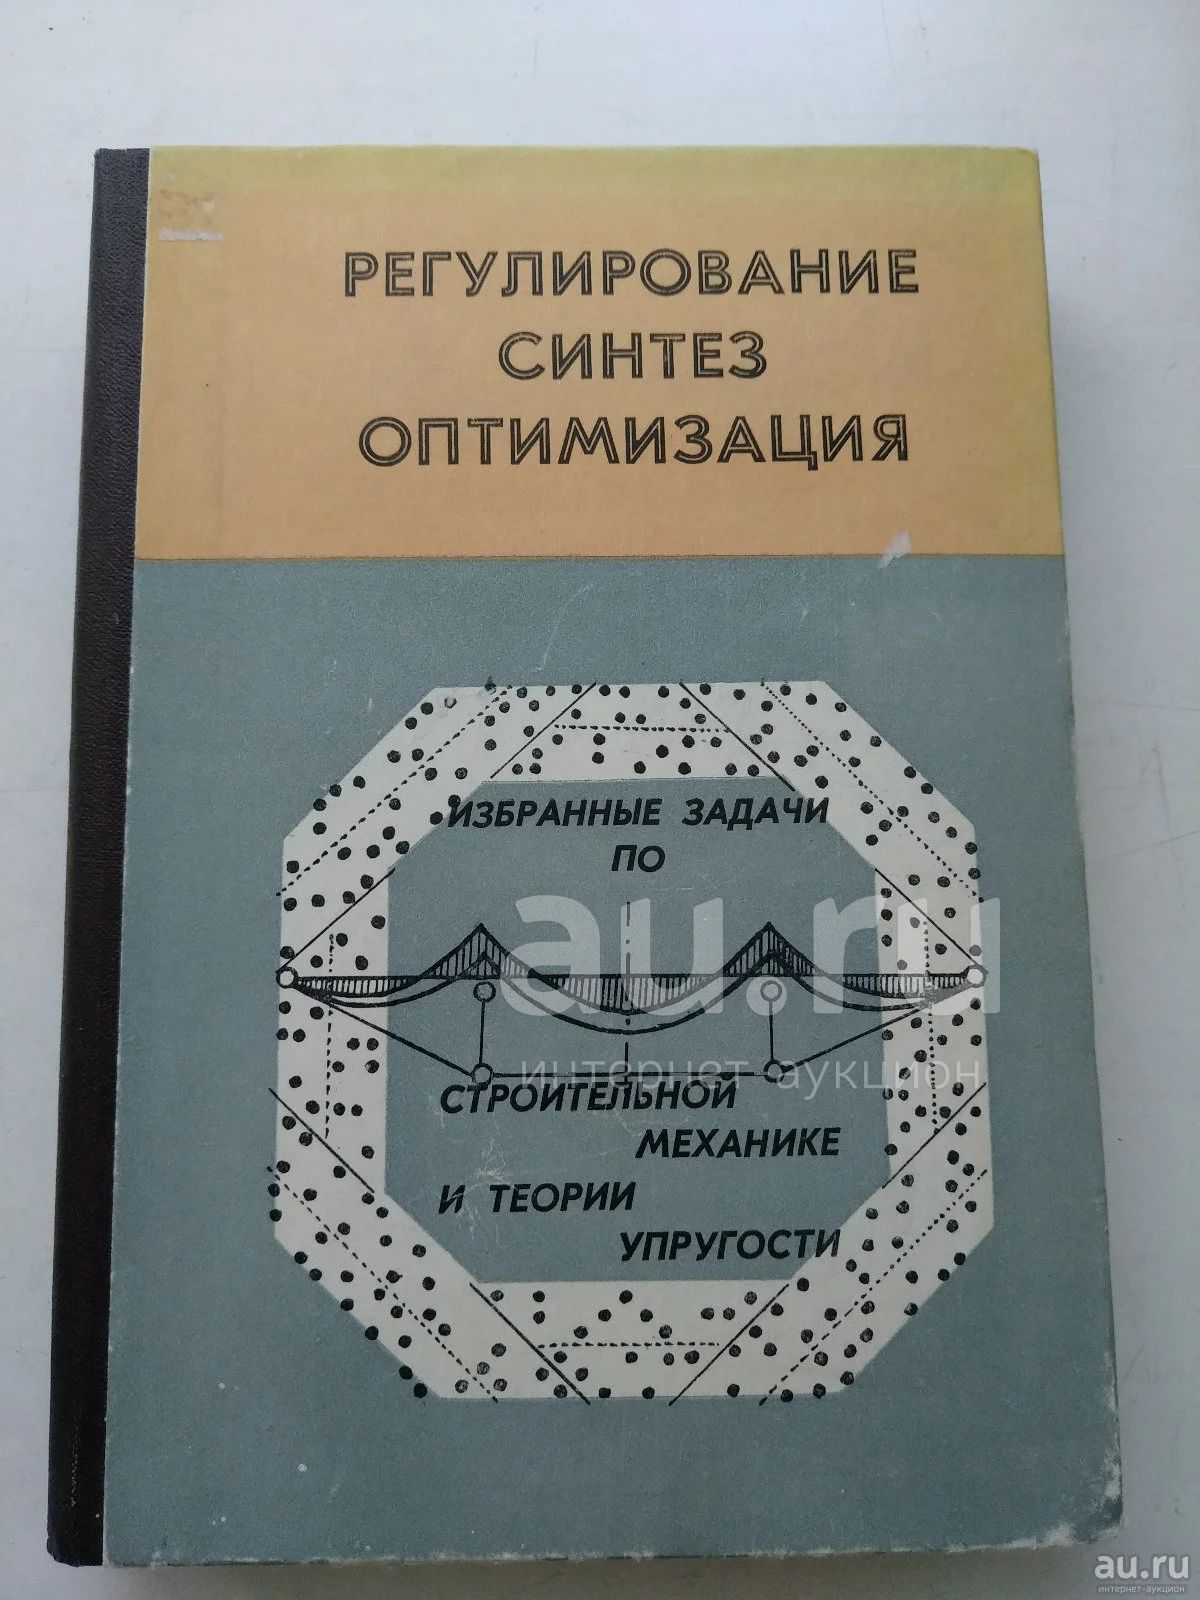 РЕГУЛИРОВАНИЕ
СИНТЕЗ
ОПТИМИЗАЦИЯ
ИЗБРАННЫЕ ЗАДАЧИ
ПО
au.ru
интернет-аукцион
СТРОИТЕЛЬНОЙ
МЕХАНИКЕ
И ТЕОРИИ
УПРУГОСТИ
au.ru
интернет-аукцион